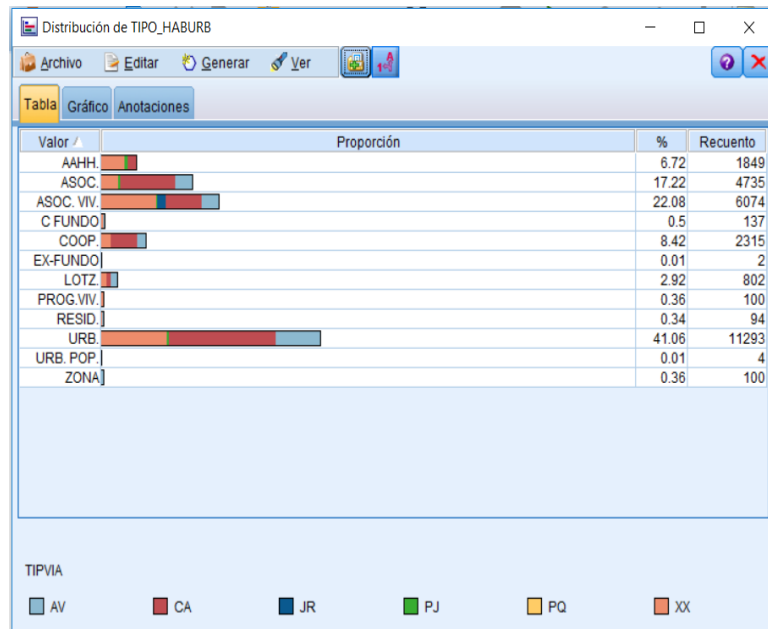 Distribución de TIPO_HABURB
Archivo Editar Generar Ver
Tabla Gráfico Anotaciones
Valor Proporción % Recuento
AAHH. 6.72 1849
ASOC. 17.22 4735
ASOC. VIV. 22.08 6074
C FUNDO 0.5 137
COOP. 8.42 2315
EX-FUNDO 0.01 2
LOTZ. 2.92 802
PROG.VIV. 0.36 100
RESID. 0.34 94
URB. 41.06 11293
URB. POP. 0.01 4
ZONA 0.36 100
TIPVIA
AV CA JR PJ PQ XX